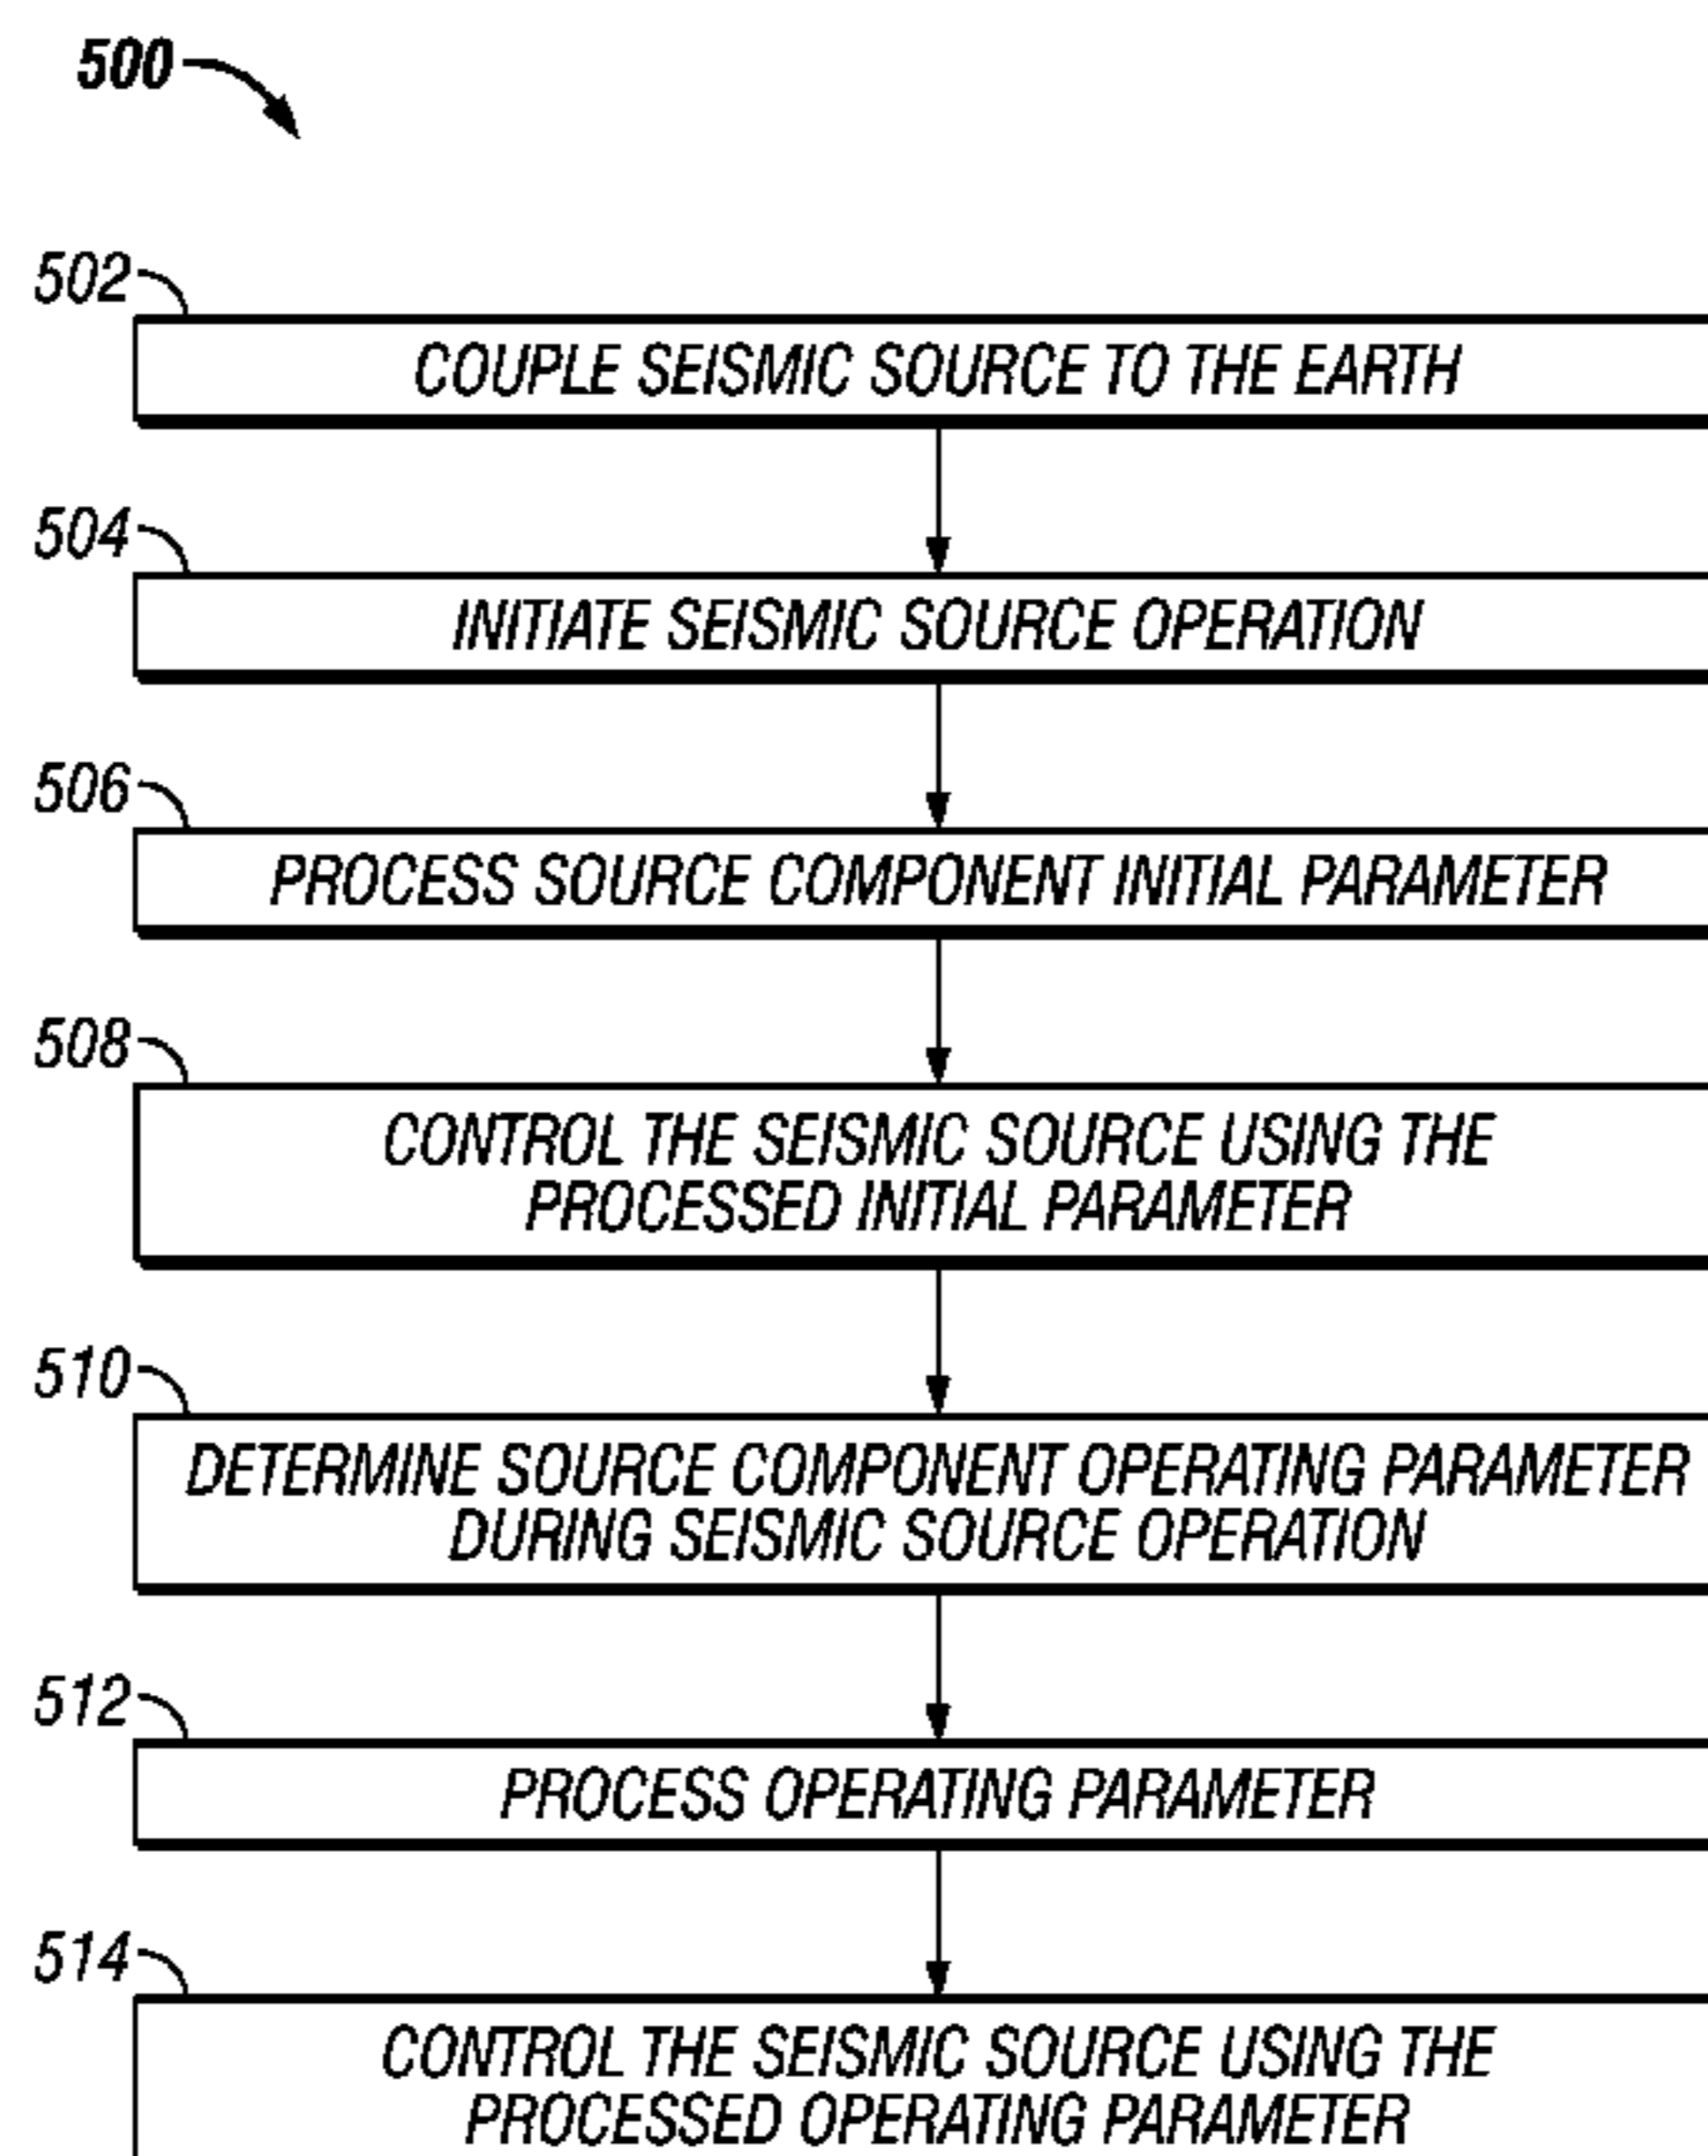 500
502
COUPLE SEISMIC SOURCE TO THE EARTH
504
INITIATE SEISMIC SOURCE OPERATION
506
PROCESS SOURCE COMPONENT INITIAL PARAMETER
508
CONTROL THE SEISMIC SOURCE USING THE
PROCESSED INITIAL PARAMETER
510
DETERMINE SOURCE COMPONENT OPERATING PARAMETER
DURING SEISMIC SOURCE OPERATION
512
PROCESS OPERATING PARAMETER
514
CONTROL THE SEISMIC SOURCE USING THE
PROCESSED OPERATING PARAMETER